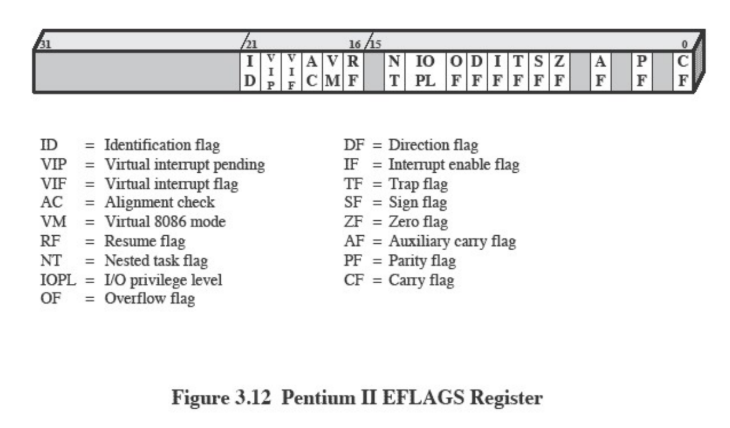 31 21 16 15 0
ID VIP VIF AC VM RF NT IOPL OF DF IF TF SF ZF AF PF CF
ID = Identification flag
VIP = Virtual interrupt pending
VIF = Virtual interrupt flag
AC = Alignment check
VM = Virtual 8086 mode
RF = Resume flag
NT = Nested task flag
IOPL = I/O privilege level
OF = Overflow flag
DF = Direction flag
IF = Interrupt enable flag
TF = Trap flag
SF = Sign flag
ZF = Zero flag
AF = Auxiliary carry flag
PF = Parity flag
CF = Carry flag
Figure 3.12 Pentium II EFLAGS Register